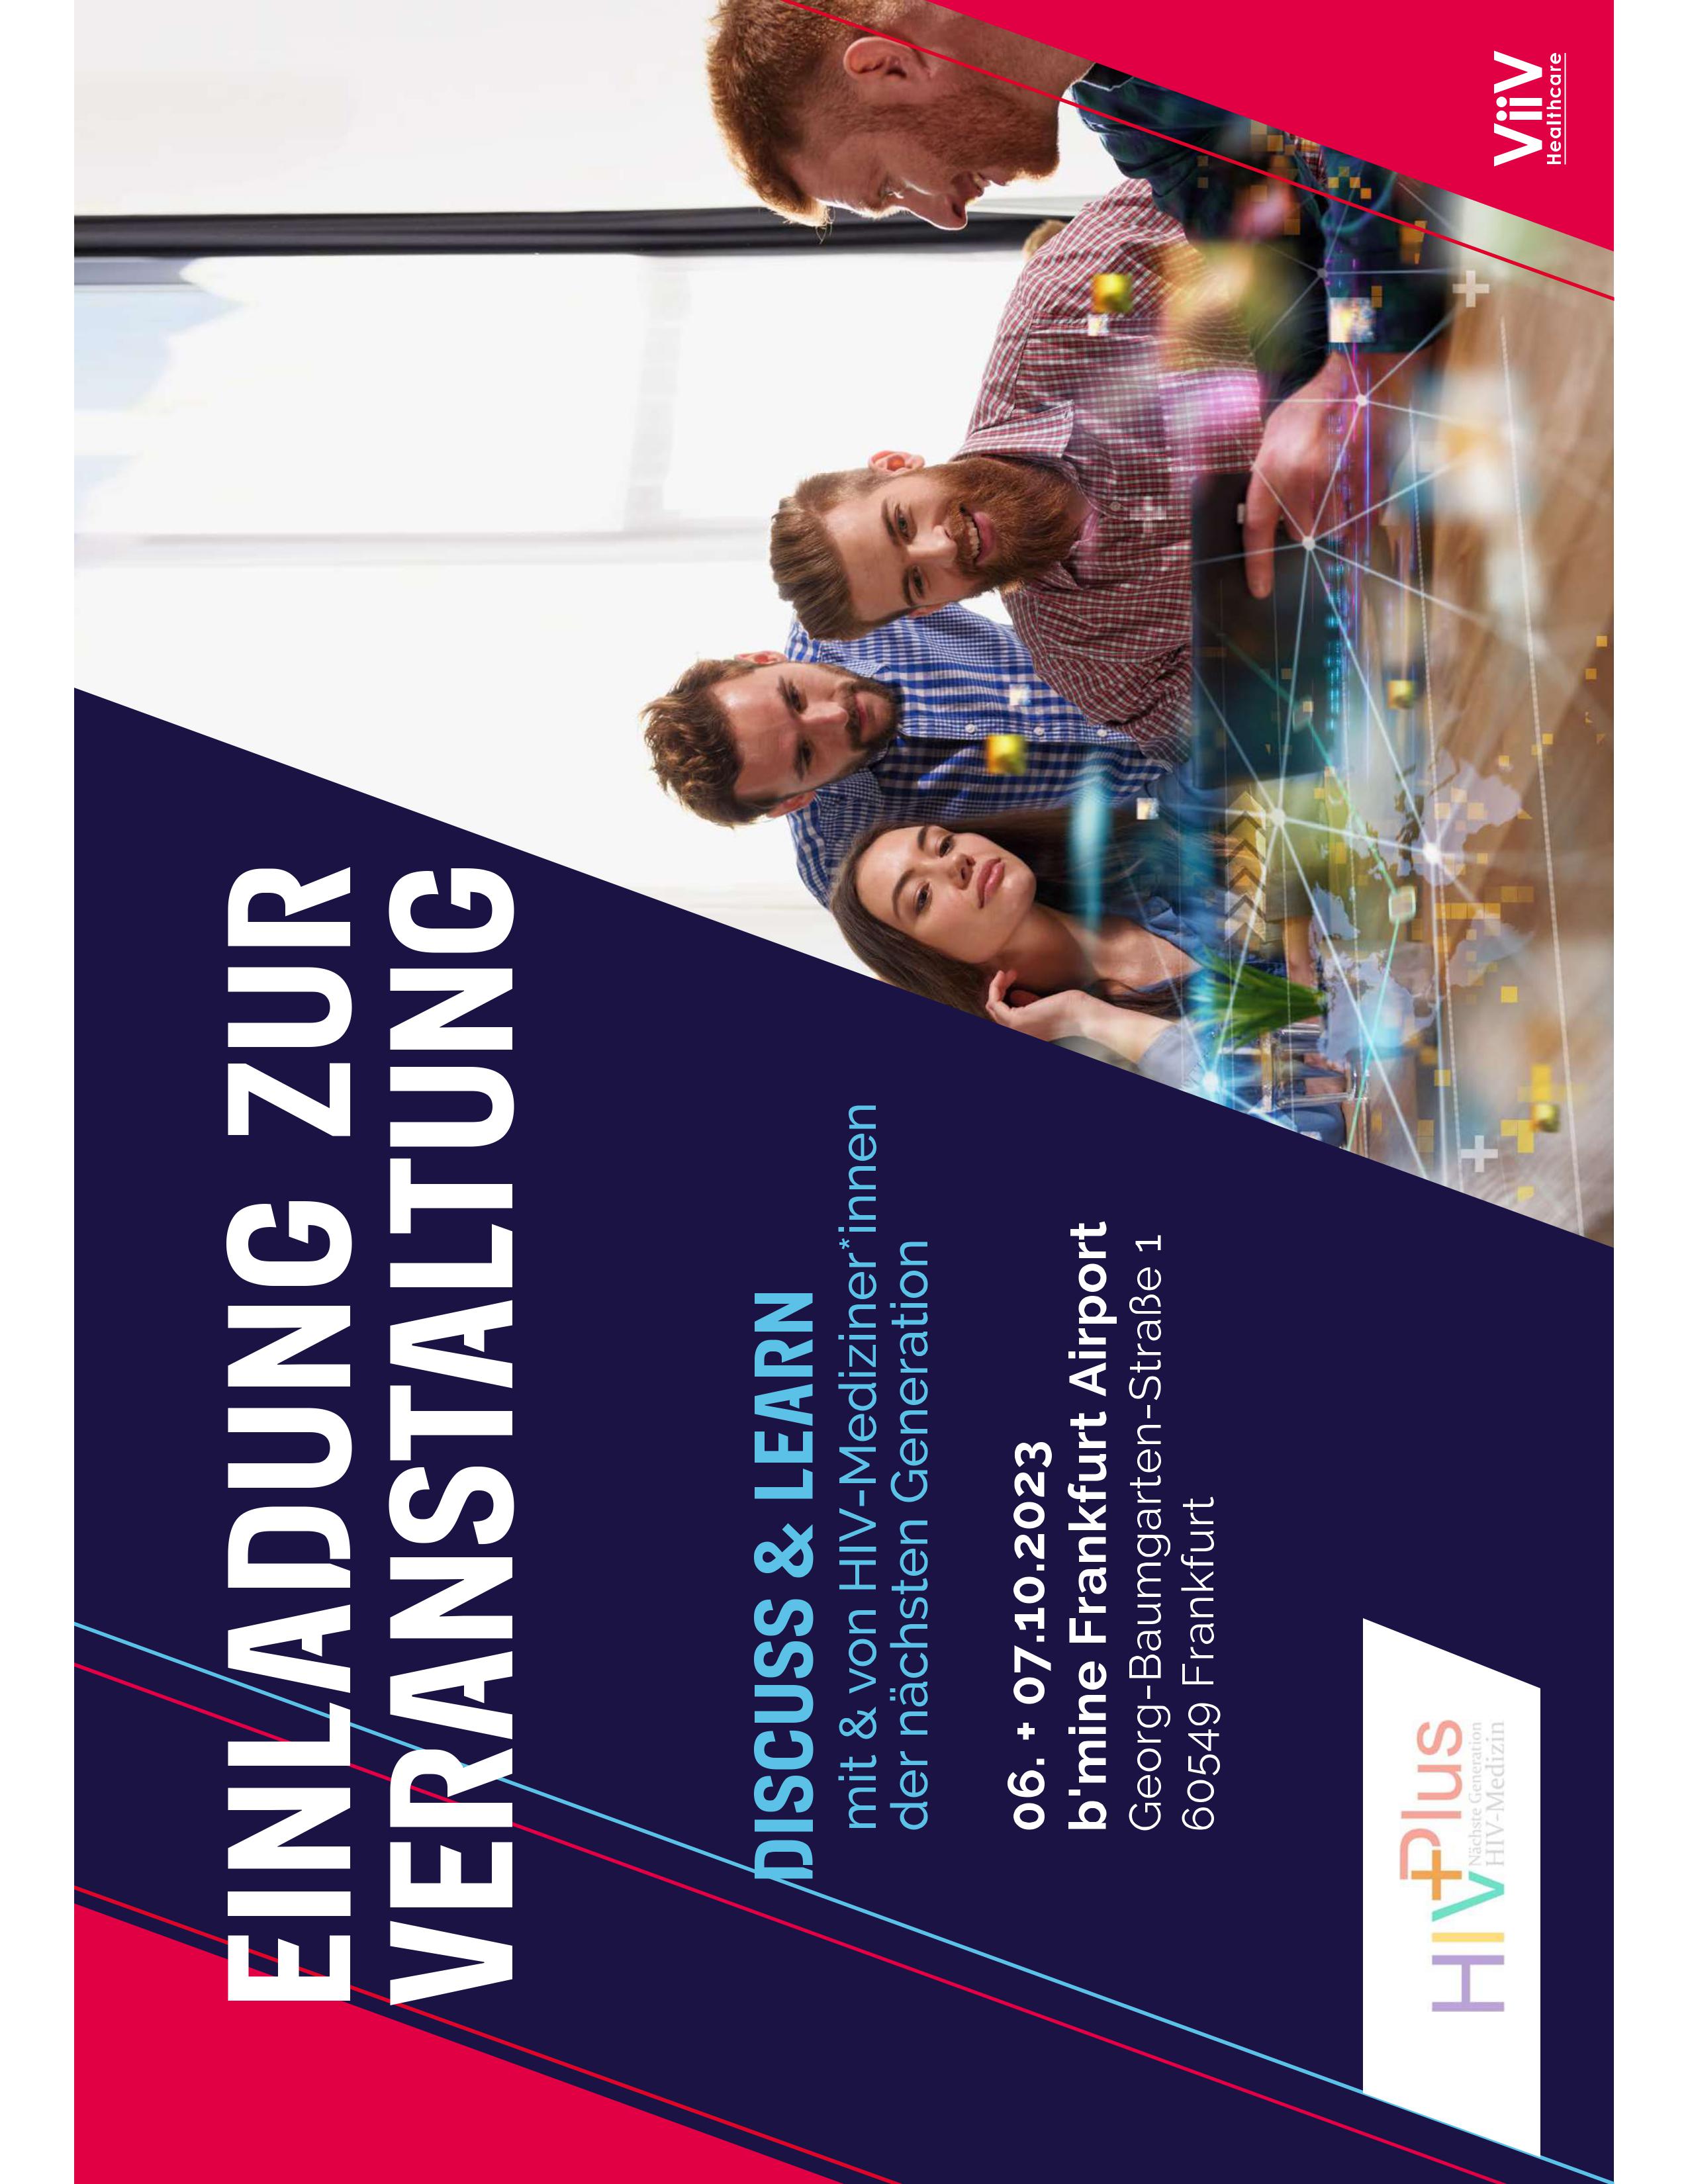 EINLADUNG ZUR
VERANSTALTUNG
DISCUSS & LEARN
mit & von HIV-Mediziner*innen
der nächsten Generation
06. + 07.10.2023
b'mine Frankfurt Airport
Georg-Baumgarten-Straße 1
60549 Frankfurt
HIV Plus
Nächste Generation
HIV-Medizin
ViiV
Healthcare